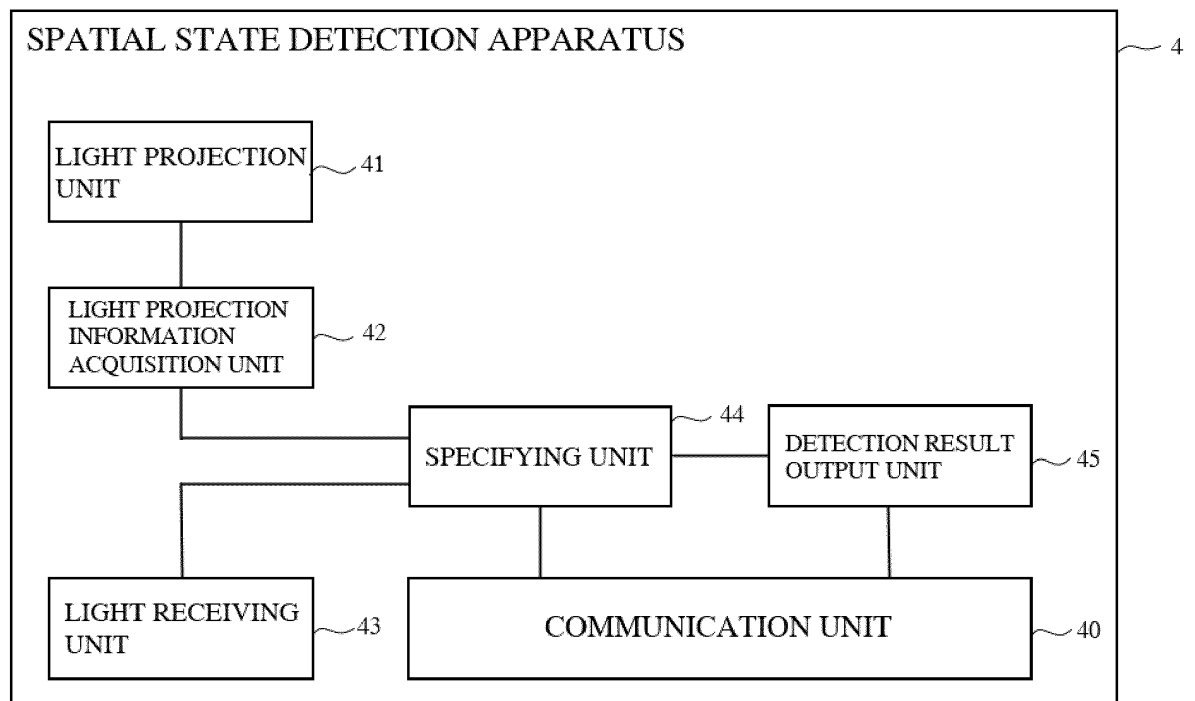 SPATIAL STATE DETECTION APPARATUS
4
LIGHT PROJECTION
UNIT
41
LIGHT PROJECTION
INFORMATION
ACQUISITION UNIT
42
SPECIFYING UNIT
44
DETECTION RESULT
OUTPUT UNIT
45
LIGHT RECEIVING
UNIT
43
COMMUNICATION UNIT
40